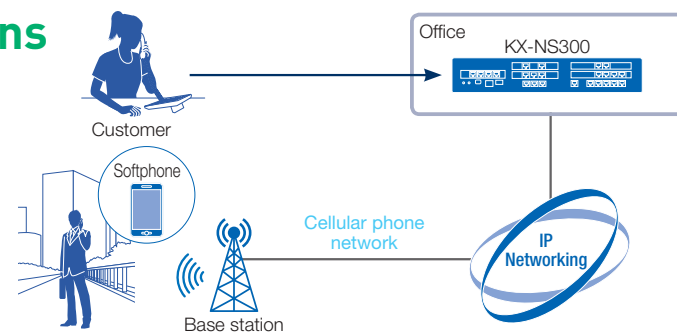 ns
Office
KX-NS300
Customer
Softphone
Cellular phone
network
IP
Networking
Base station